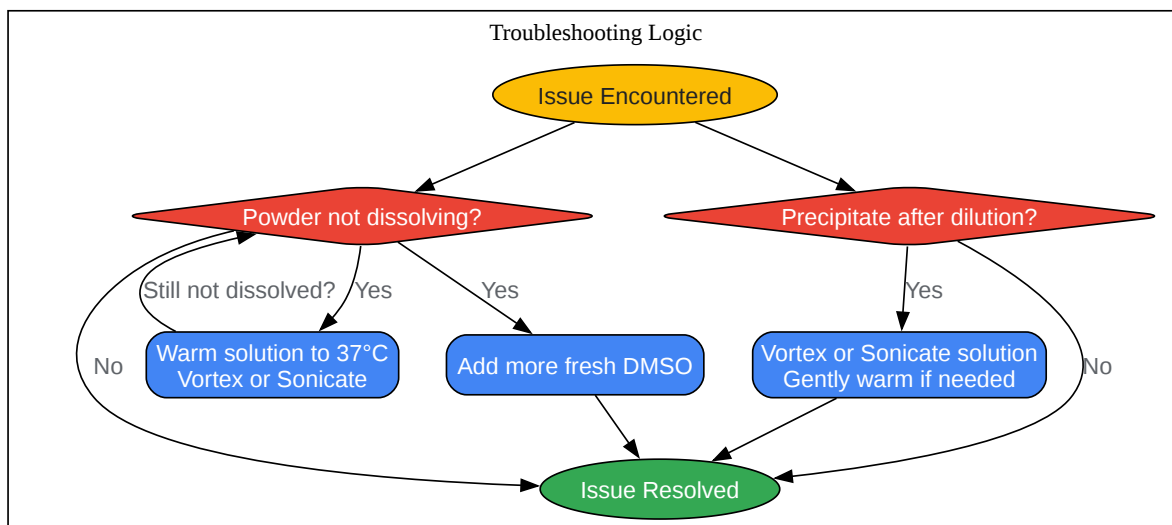 Troubleshooting Logic
Issue Encountered
Powder not dissolving?
Precipitate after dilution?
Still not dissolved?
Yes
Yes
Yes
Warm solution to 37°C
Vortex or Sonicate
Add more fresh DMSO
Vortex or Sonicate solution
Gently warm if needed
No
No
Issue Resolved